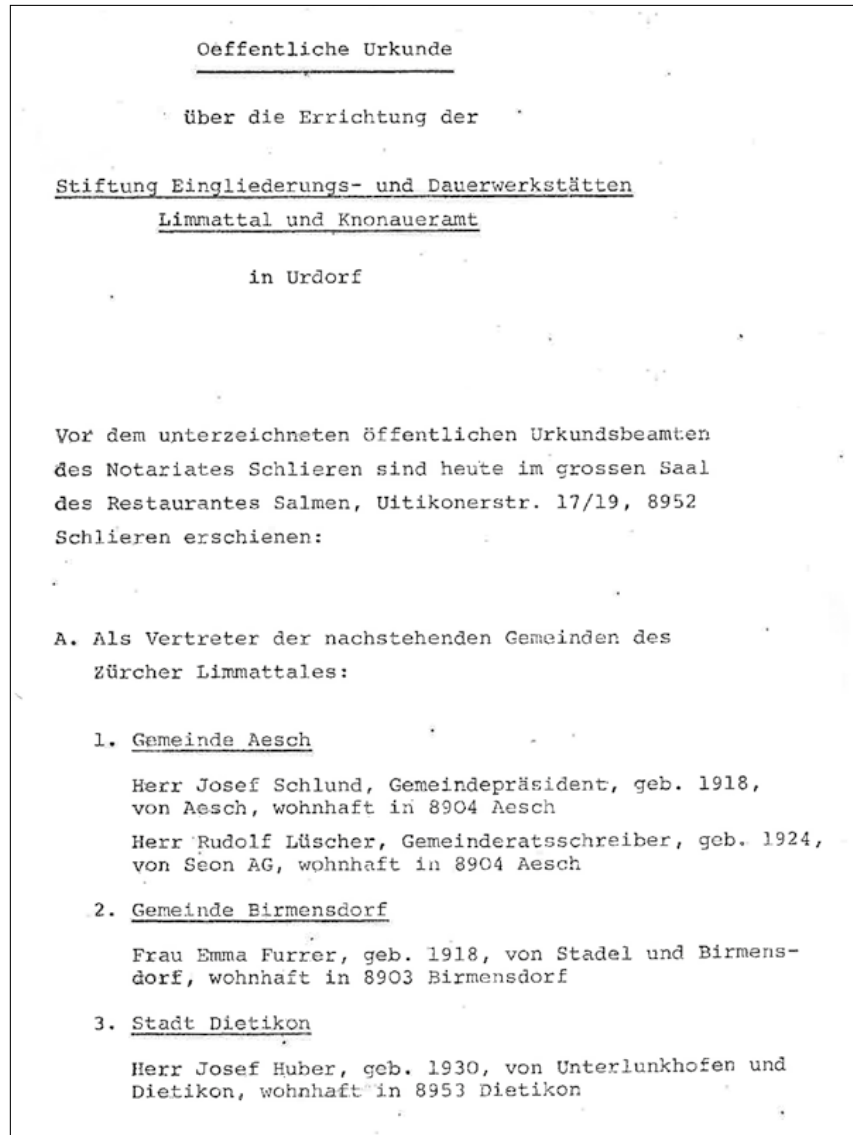 Oeffentliche Urkunde
über die Errichtung der
Stiftung Eingliederungs- und Dauerwerkstätten
Limmattal und Knonaueramt
in Urdorf
Vor dem unterzeichneten öffentlichen Urkundsbeamten
des Notariates Schlieren sind heute im grossen Saal
des Restaurantes Salmen, Uitikonerstr. 17/19, 8952
Schlieren erschienen:
A. Als Vertreter der nachstehenden Gemeinden des
Zürcher Limmattales:
1. Gemeinde Aesch
Herr Josef Schlund, Gemeindepräsident, geb. 1918,
von Aesch, wohnhaft in 8904 Aesch
Herr Rudolf Lüscher, Gemeinderatsschreiber, geb. 1924,
von Seon AG, wohnhaft in 8904 Aesch
2. Gemeinde Birmensdorf
Frau Emma Furrer, geb. 1918, von Stadel und Birmens-
dorf, wohnhaft in 8903 Birmensdorf
3. Stadt Dietikon
Herr Josef Huber, geb. 1930, von Unterlunkhofen und
Dietikon, wohnhaft in 8953 Dietikon